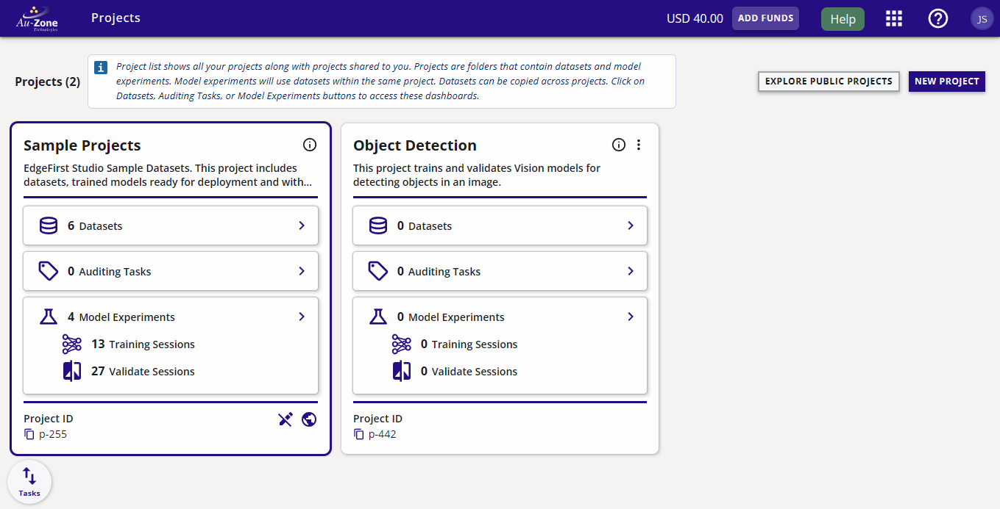 Au-Zone
Technologies
Projects
USD 40.00
ADD FUNDS
Help
JS
Projects (2)
Project list shows all your projects along with projects shared to you. Projects are folders that contain datasets and model
experiments. Model experiments will use datasets within the same project. Datasets can be copied across projects. Click on
Datasets, Auditing Tasks, or Model Experiments buttons to access these dashboards.
EXPLORE PUBLIC PROJECTS
NEW PROJECT
Sample Projects
EdgeFirst Studio Sample Datasets. This project includes
datasets, trained models ready for deployment and with...
6 Datasets
0 Auditing Tasks
4 Model Experiments
13 Training Sessions
27 Validate Sessions
Project ID
p-255
Object Detection
This project trains and validates Vision models for
detecting objects in an image.
0 Datasets
0 Auditing Tasks
0 Model Experiments
0 Training Sessions
0 Validate Sessions
Project ID
p-442
Tasks